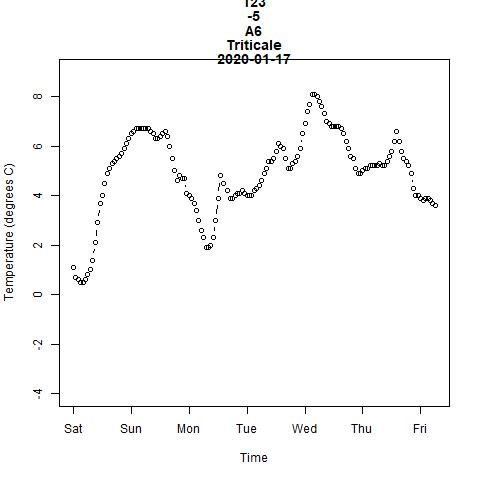 123
-5
A6
Triticale
2020-01-17
Temperature (degrees C)
8
6
4
2
0
-2
-4
Sat Sun Mon Tue Wed Thu Fri
Time